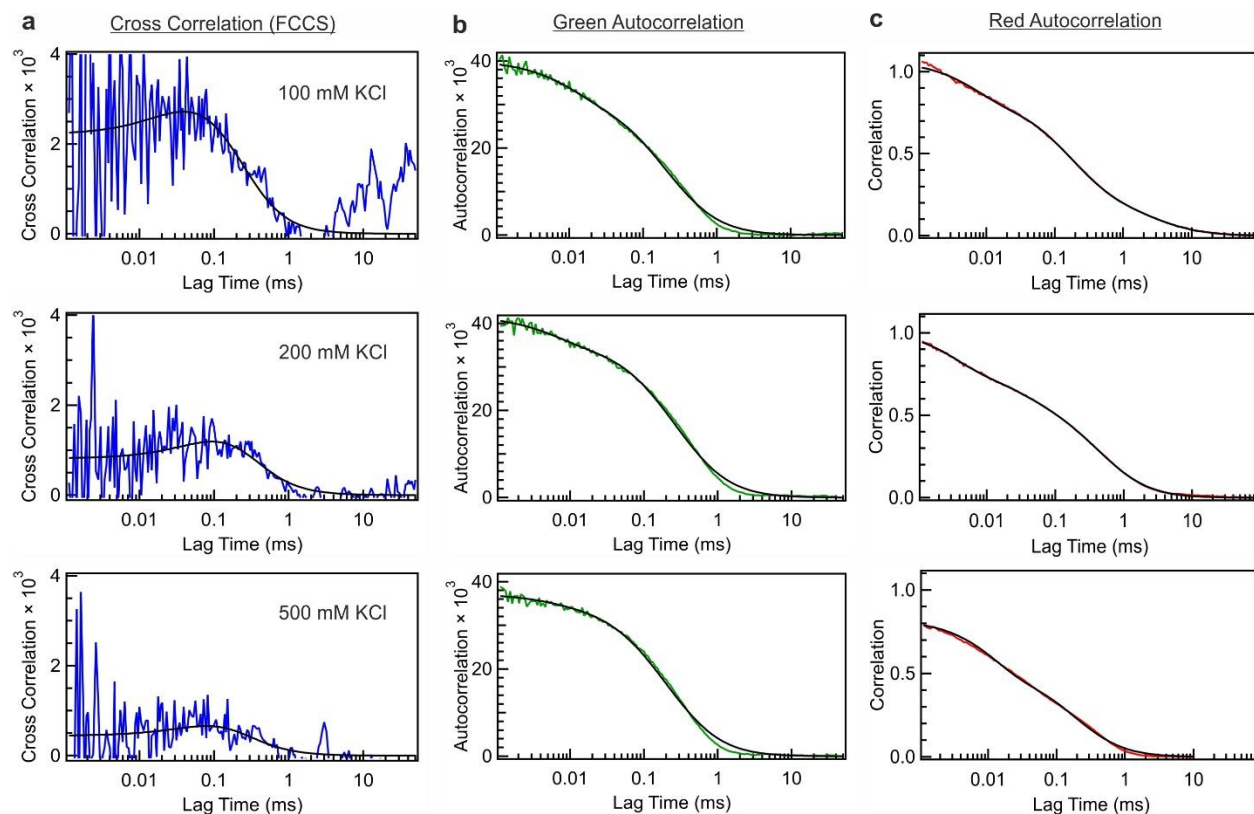 a Cross Correlation (FCCS)
b Green Autocorrelation
c Red Autocorrelation
Cross Correlation × 10³
4
2
0
100 mM KCl
0.01 0.1 1 10
Lag Time (ms)
Autocorrelation × 10³
40
20
0
0.01 0.1 1 10
Lag Time (ms)
Correlation
1.0
0.5
0.0
0.01 0.1 1 10
Lag Time (ms)
Cross Correlation × 10³
4
2
0
200 mM KCl
0.01 0.1 1 10
Lag Time (ms)
Autocorrelation × 10³
40
20
0
0.01 0.1 1 10
Lag Time (ms)
Correlation
1.0
0.5
0.0
0.01 0.1 1 10
Lag Time (ms)
Cross Correlation × 10³
4
2
0
500 mM KCl
0.01 0.1 1 10
Lag Time (ms)
Autocorrelation × 10³
40
20
0
0.01 0.1 1 10
Lag Time (ms)
Correlation
1.0
0.5
0.0
0.01 0.1 1 10
Lag Time (ms)